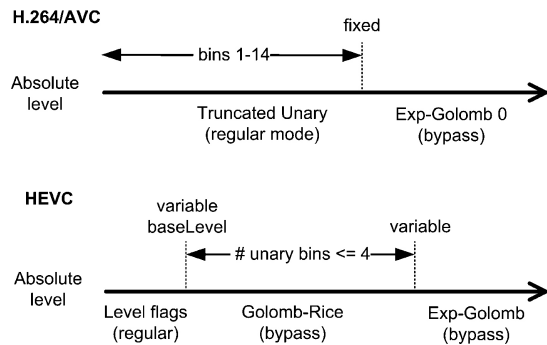 H.264/AVC
fixed
bins 1-14
Absolute
level
Truncated Unary
(regular mode)
Exp-Golomb 0
(bypass)
HEVC
variable
baseLevel
variable
# unary bins <= 4
Absolute
level
Level flags
(regular)
Golomb-Rice
(bypass)
Exp-Golomb
(bypass)